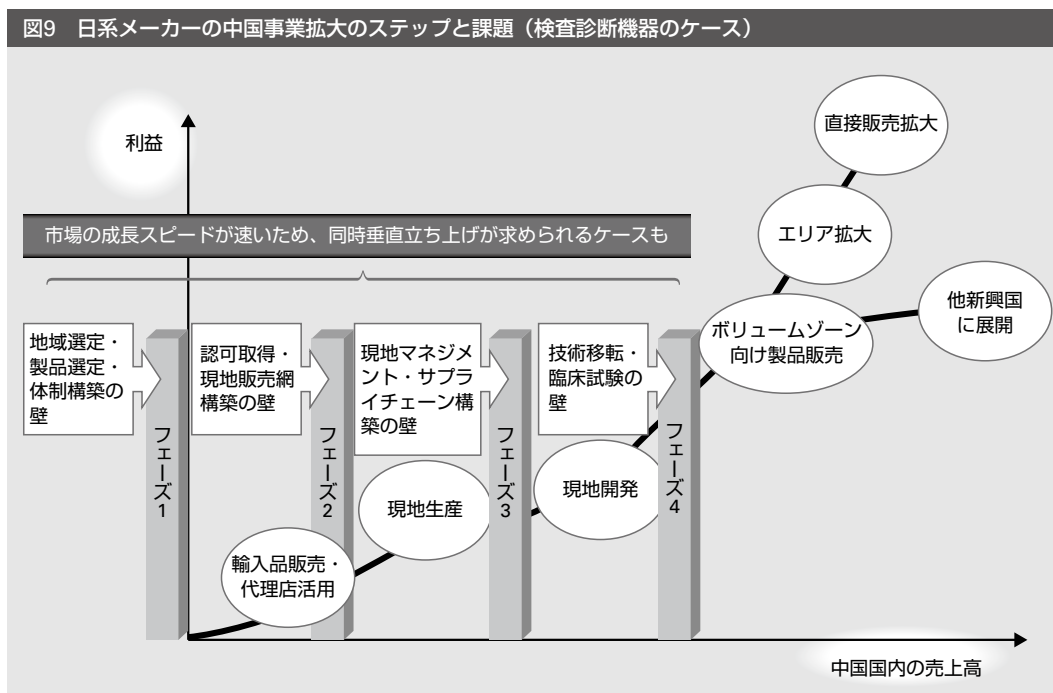 図9 日系メーカーの中国事業拡大のステップと課題（検査診断機器のケース）
利益
市場の成長スピードが速いため、同時垂直立ち上げが求められるケースも
地域選定・
製品選定・
体制構築の
壁
フェーズ1
認可取得・
現地販売網
構築の壁
フェーズ2
現地マネジメ
ント・サプラ
イチェーン構
築の壁
フェーズ3
技術移転・
臨床試験の
壁
フェーズ4
輸入品販売・
代理店活用
現地生産
現地開発
ボリュームゾーン
向け製品販売
エリア拡大
直接販売拡大
他新興国
に展開
中国国内の売上高